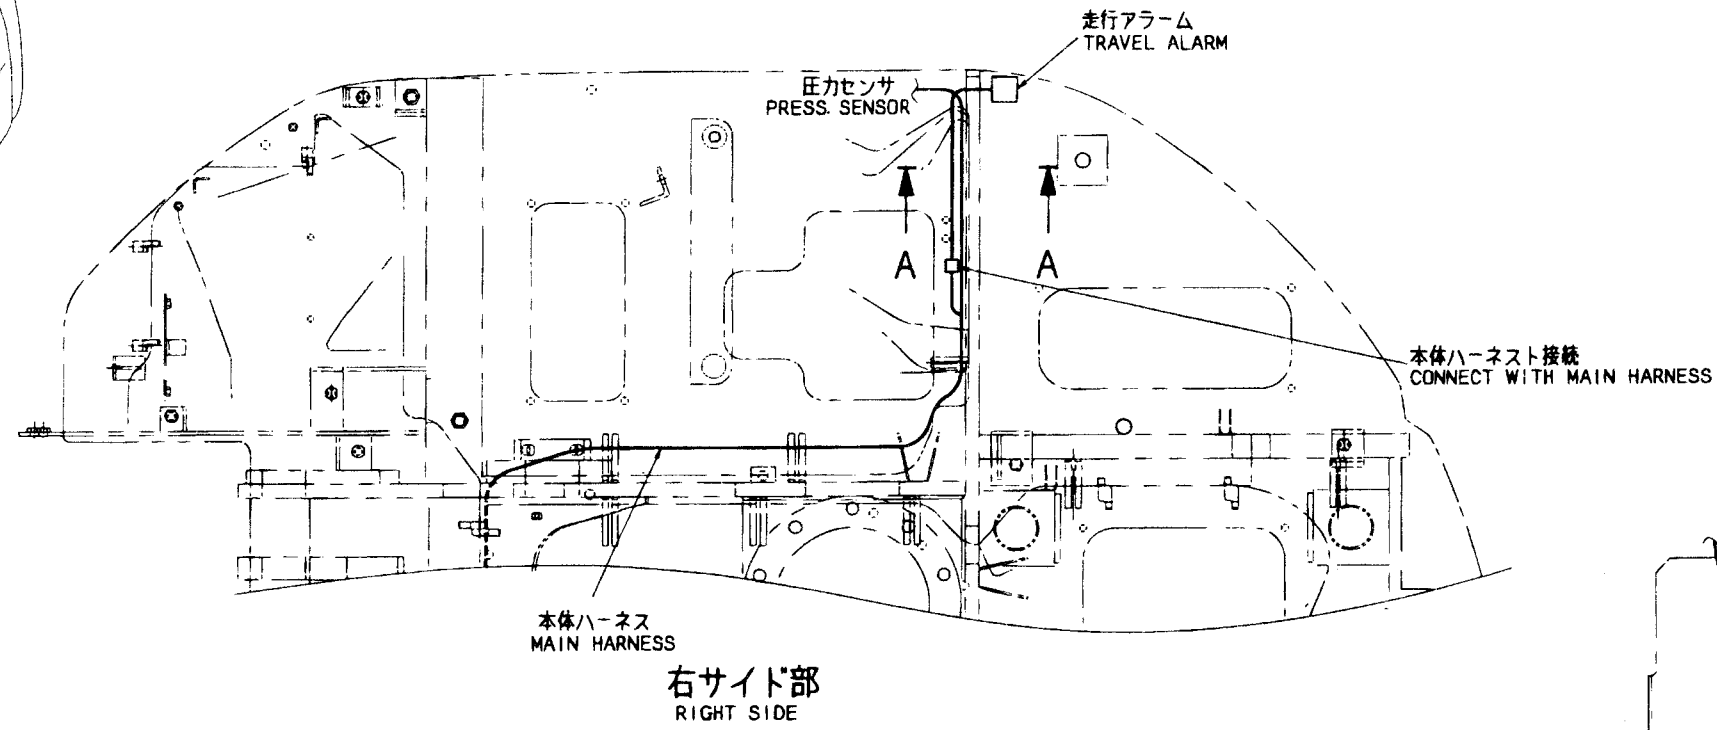 走行アラーム
TRAVEL ALARM
圧力センサ
PRESS. SENSOR
A
A
本体ハーネスト接続
CONNECT WITH MAIN HARNESS
本体ハーネス
MAIN HARNESS
右サイド部
RIGHT SIDE